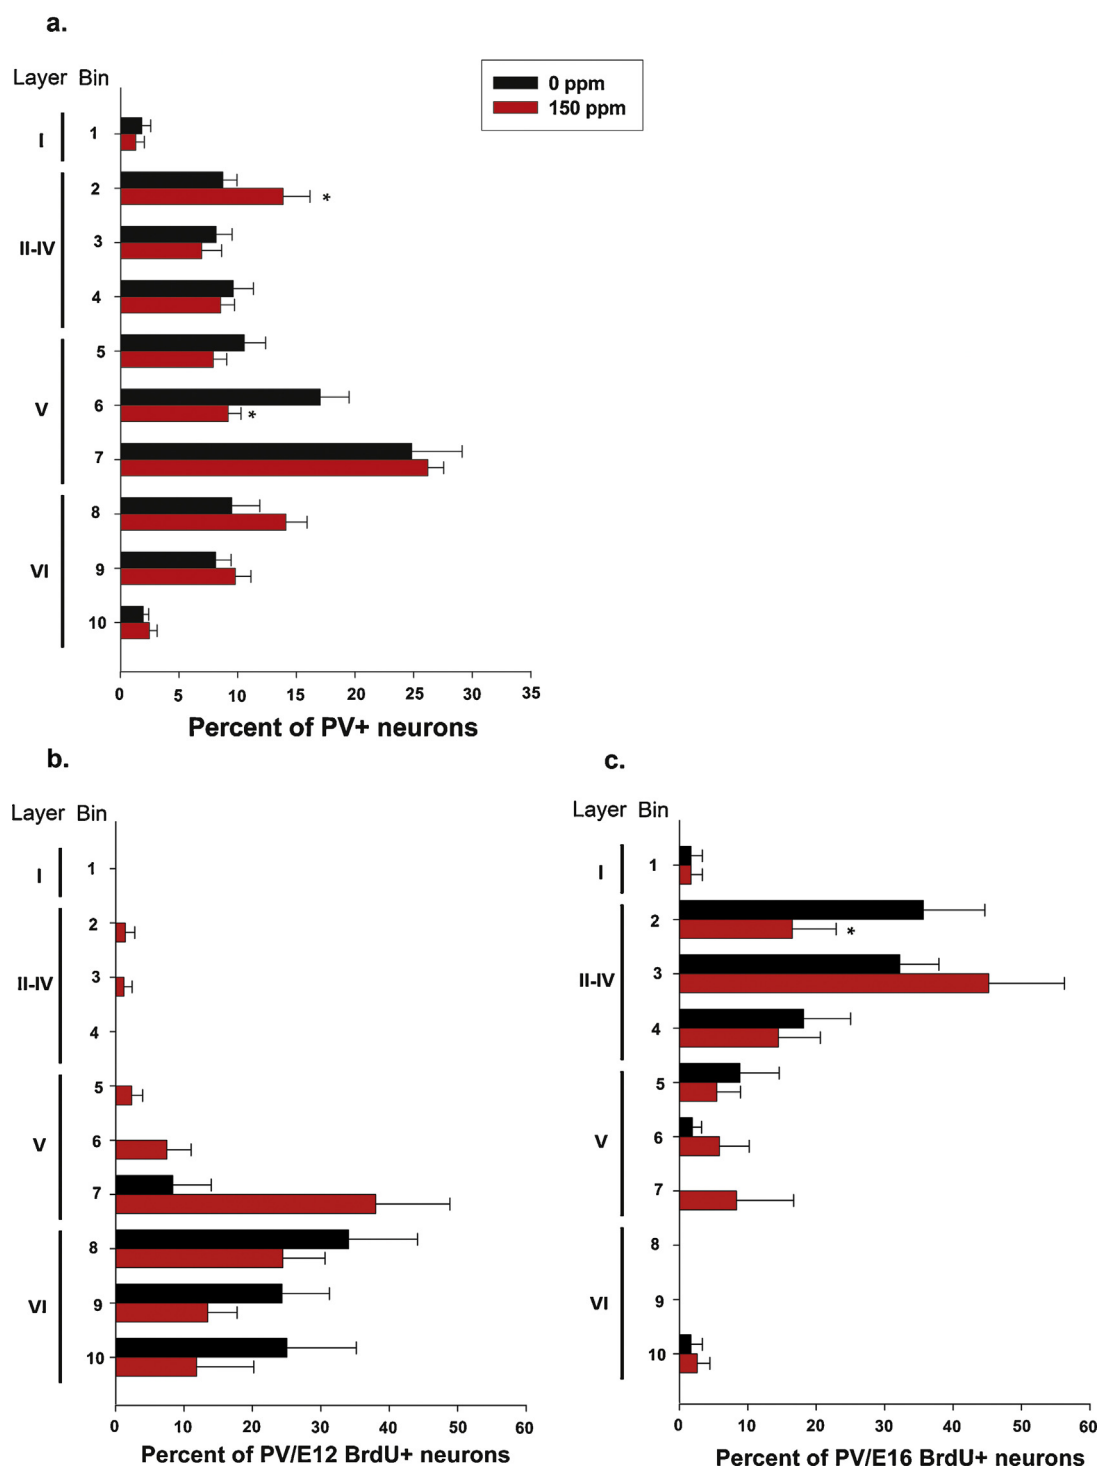 a.
Layer Bin
0 ppm
150 ppm
I
1
2
*
II-IV
3
4
5
V
6
*
7
8
VI
9
10
0 5 10 15 20 25 30 35
Percent of PV+ neurons
b.
Layer Bin
I
1
2
II-IV
3
4
5
V
6
7
8
VI
9
10
0 10 20 30 40 50 60
Percent of PV/E12 BrdU+ neurons
c.
Layer Bin
I
1
2
*
II-IV
3
4
5
V
6
7
8
VI
9
10
0 10 20 30 40 50 60
Percent of PV/E16 BrdU+ neurons